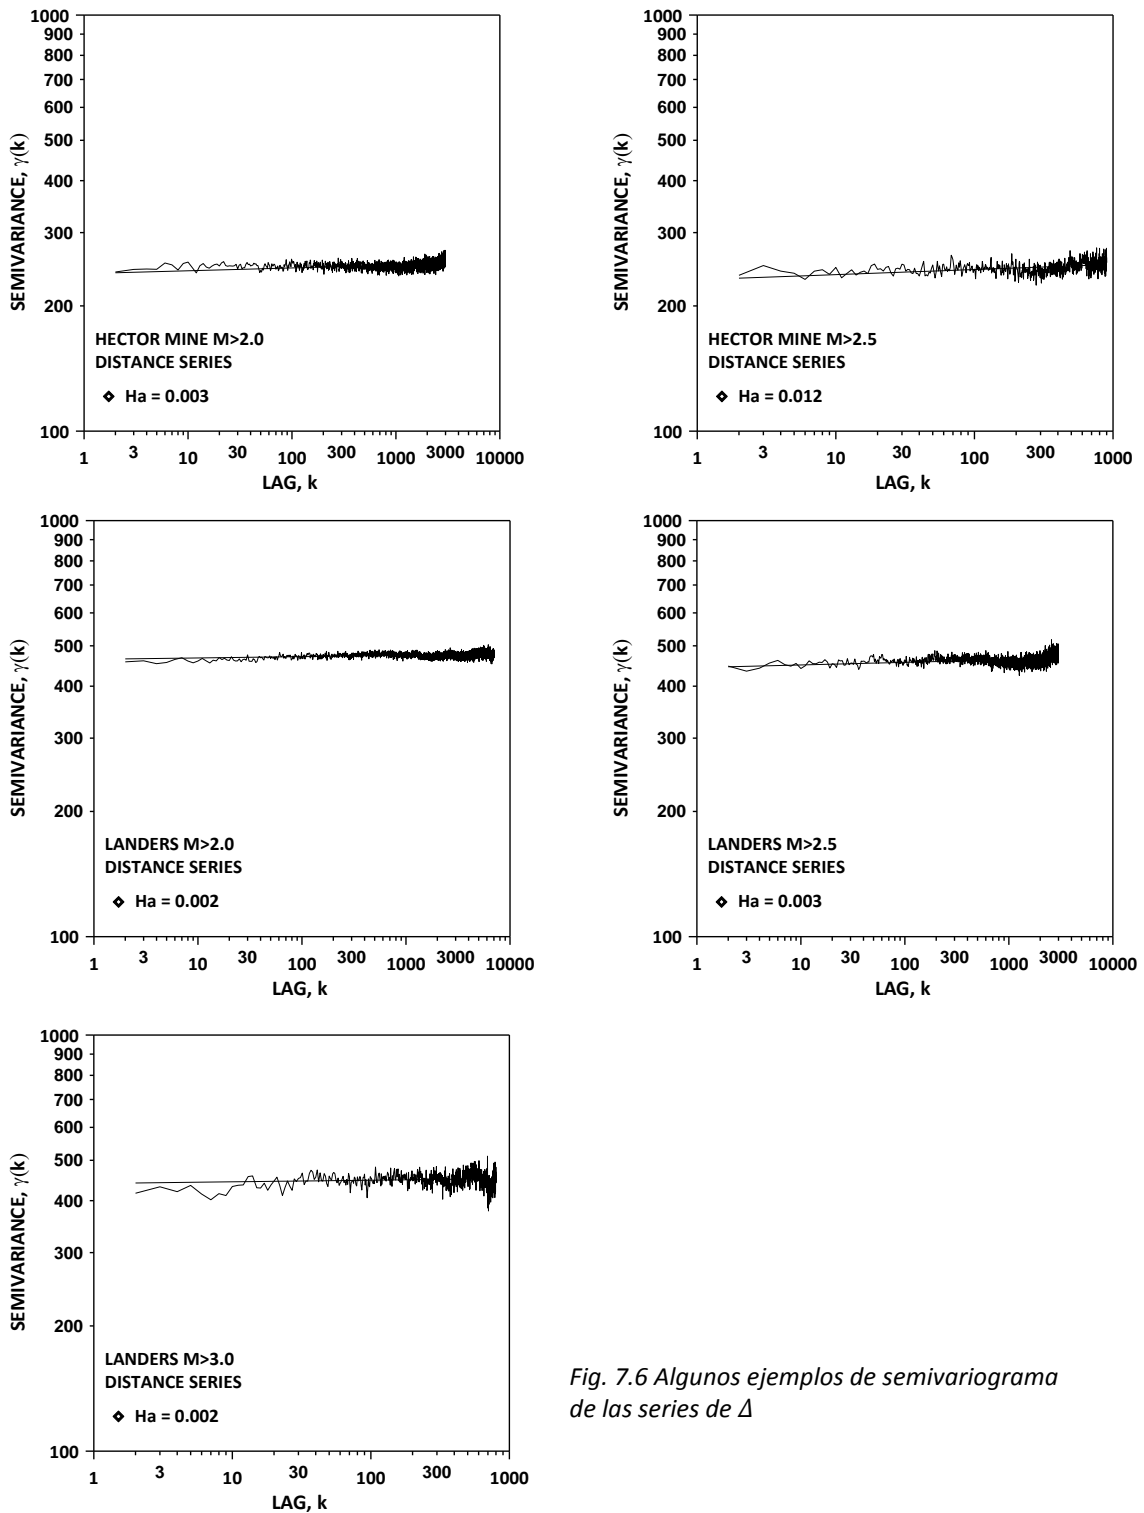 1000
900
800
700
600
500
400
300
200
100
SEMIVARIANCE, γ(k)
HECTOR MINE M>2.0
DISTANCE SERIES
Ha = 0.003
1 3 10 30 100 300 1000 3000 10000
LAG, k
1000
900
800
700
600
500
400
300
200
100
SEMIVARIANCE, γ(k)
HECTOR MINE M>2.5
DISTANCE SERIES
Ha = 0.012
1 3 10 30 100 300 1000
LAG, k
1000
900
800
700
600
500
400
300
200
100
SEMIVARIANCE, γ(k)
LANDERS M>2.0
DISTANCE SERIES
Ha = 0.002
1 3 10 30 100 300 1000 3000 10000
LAG, k
1000
900
800
700
600
500
400
300
200
100
SEMIVARIANCE, γ(k)
LANDERS M>2.5
DISTANCE SERIES
Ha = 0.003
1 3 10 30 100 300 1000 3000 10000
LAG, k
1000
900
800
700
600
500
400
300
200
100
SEMIVARIANCE, γ(k)
LANDERS M>3.0
DISTANCE SERIES
Ha = 0.002
1 3 10 30 100 300 1000
LAG, k
Fig. 7.6 Algunos ejemplos de semivariograma
de las series de Δ